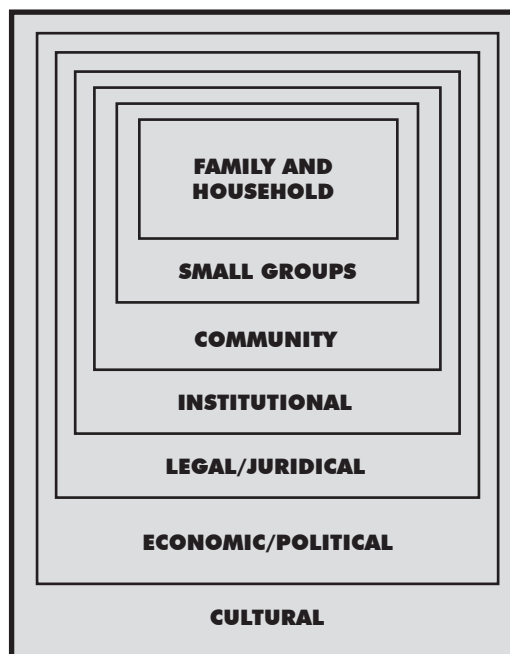 FAMILY AND
HOUSEHOLD
SMALL GROUPS
COMMUNITY
INSTITUTIONAL
LEGAL/JURIDICAL
ECONOMIC/POLITICAL
CULTURAL